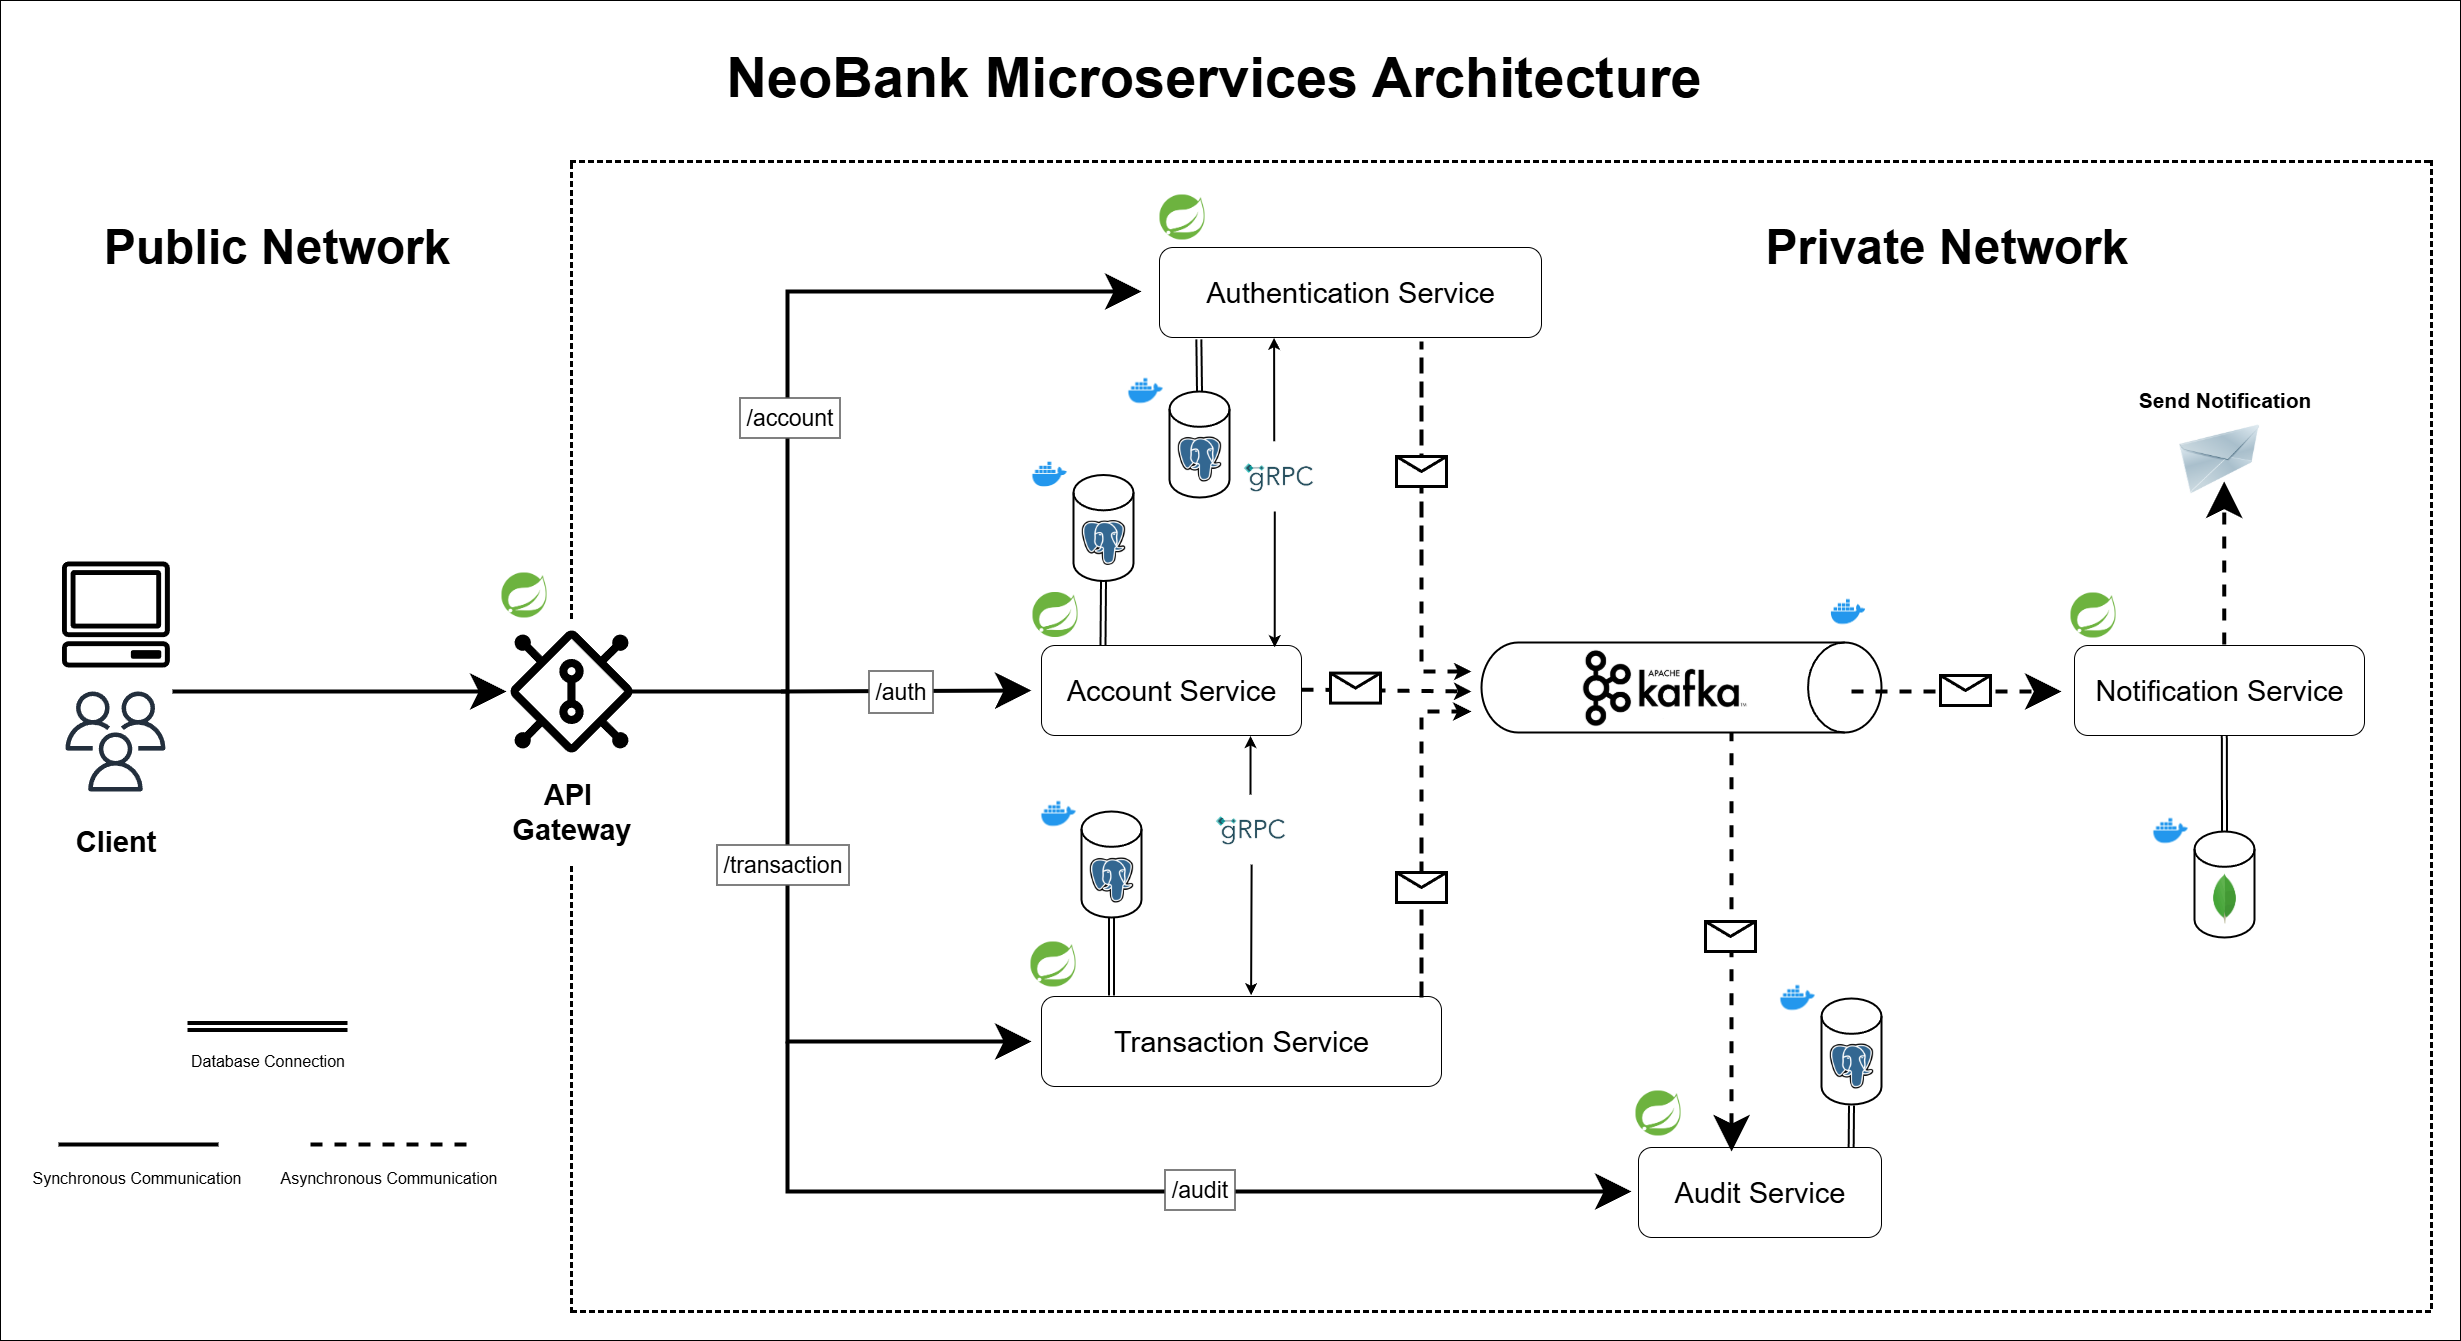 NeoBank Microservices Architecture
Public Network
Private Network
Authentication Service
/account
gRPC
Send Notification
/auth
Account Service
APACHE
kafka
TM
Notification Service
API
Gateway
Client
/transaction
gRPC
Transaction Service
Database Connection
Synchronous Communication
Asynchronous Communication
/audit
Audit Service